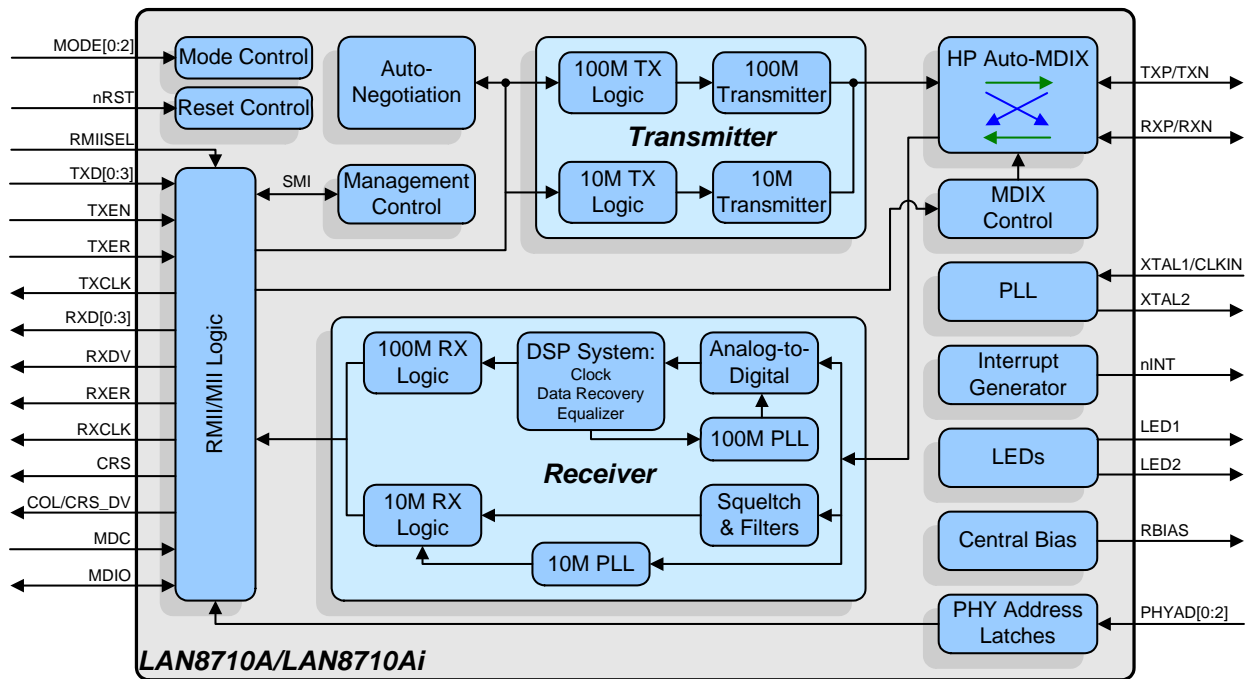 MODE[0:2]
nRST
RMIISEL
TXD[0:3]
TXEN
TXER
TXCLK
RXD[0:3]
RXDV
RXER
RXCLK
CRS
COL/CRS_DV
MDC
MDIO
Mode Control
Reset Control
RMII/MII Logic
SMI
Auto-
Negotiation
Management
Control
100M TX
Logic
100M
Transmitter
Transmitter
10M TX
Logic
10M
Transmitter
HP Auto-MDIX
MDIX
Control
TXP/TXN
RXP/RXN
100M RX
Logic
DSP System:
Clock
Data Recovery
Equalizer
Analog-to-
Digital
100M PLL
Receiver
10M RX
Logic
Squeltch
& Filters
10M PLL
PLL
XTAL1/CLKIN
XTAL2
Interrupt
Generator
nINT
LEDs
LED1
LED2
Central Bias
RBIAS
PHY Address
Latches
PHYAD[0:2]
LAN8710A/LAN8710Ai